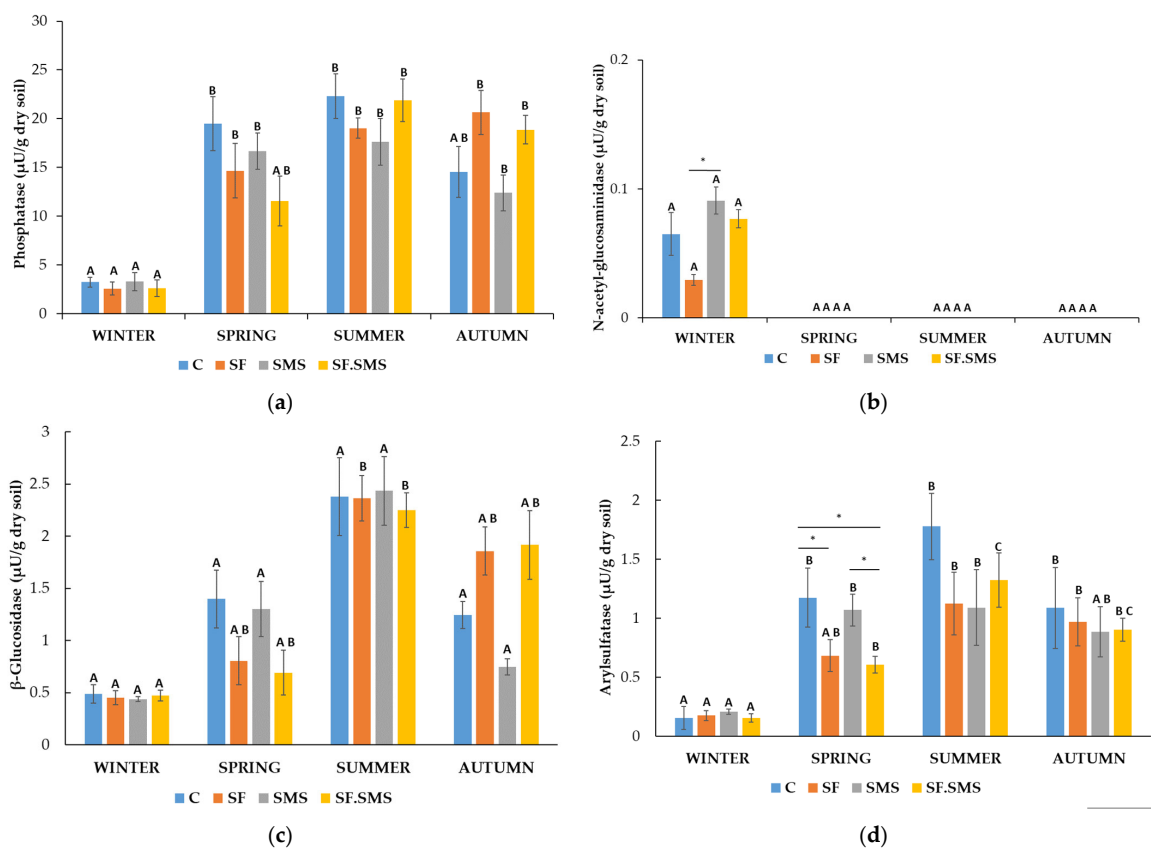 Phosphatase (µU/g dry soil)
30
25
20
15
10
5
0
A A A A
B B B A B
B B B B
A B B B B
WINTER SPRING SUMMER AUTUMN
C SF SMS SF.SMS
(a)
N-acetyl-glucosaminidase (µU/g dry soil)
0.2
0.1
0
*
A A A A
A A A A
A A A A
A A A A
WINTER SPRING SUMMER AUTUMN
C SF SMS SF.SMS
(b)
β-Glucosidase (µU/g dry soil)
3
2.5
2
1.5
1
0.5
0
A A A A
A A B A A B
A B A B
A A B A A B
WINTER SPRING SUMMER AUTUMN
C SF SMS SF.SMS
(c)
Arylsulfatase (µU/g dry soil)
2.5
2
1.5
1
0.5
0
A A A A
*
* *
B A B B B
B B B C
B B A B B C
WINTER SPRING SUMMER AUTUMN
C SF SMS SF.SMS
(d)